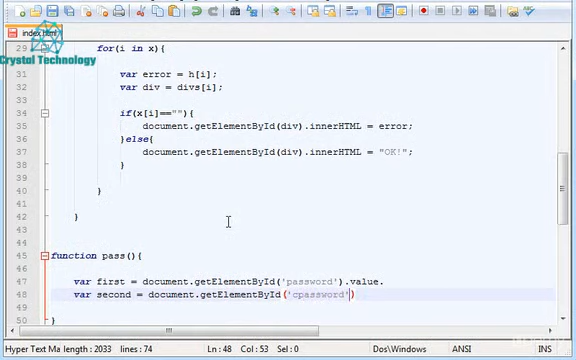 index.html
29 for(i in x){
Crystal Technology
31 var error = h[i];
32 var div = divs[i];
33
34 if(x[i]==""){
35 document.getElementById(div).innerHTML = error;
36 }else{
37 document.getElementById(div).innerHTML = "OK!";
38 }
39
40 }
41
42 }
43
44
45 function pass(){
46
47 var first = document.getElementById('password').value.
48 var second = document.getElementById('cpassword')
49
50 }
Hyper Text Ma length : 2033 lines : 74 Ln : 48 Col : 53 Sel : 0 Dos\Windows ANSI INS